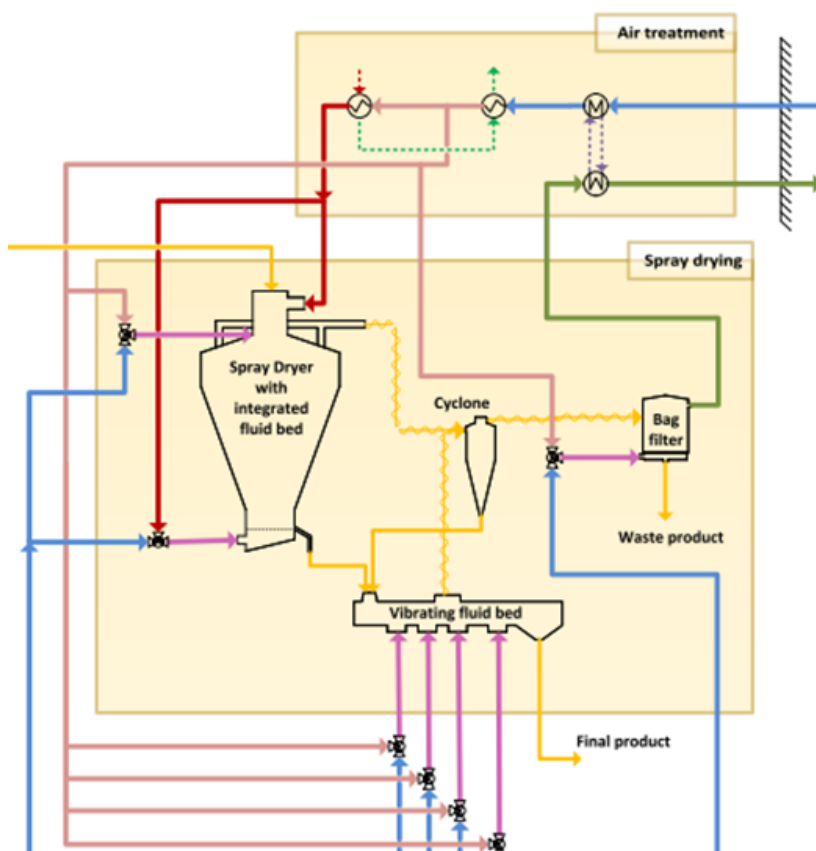 Air treatment
Spray drying
Spray Dryer
with
integrated
fluid bed
Cyclone
Bag
filter
Waste product
Vibrating fluid bed
Final product